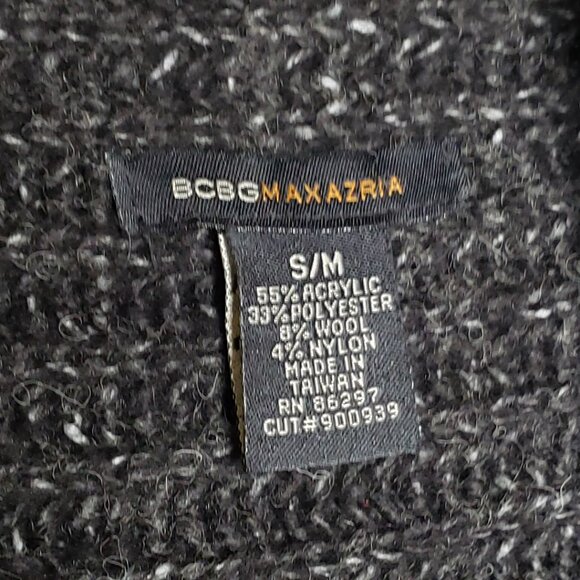 BCBGMAXAZRIA
S/M
55% ACRYLIC
33% POLYESTER
8% WOOL
4% NYLON
MADE IN
TAIWAN
RN 86297
CUT.#900939